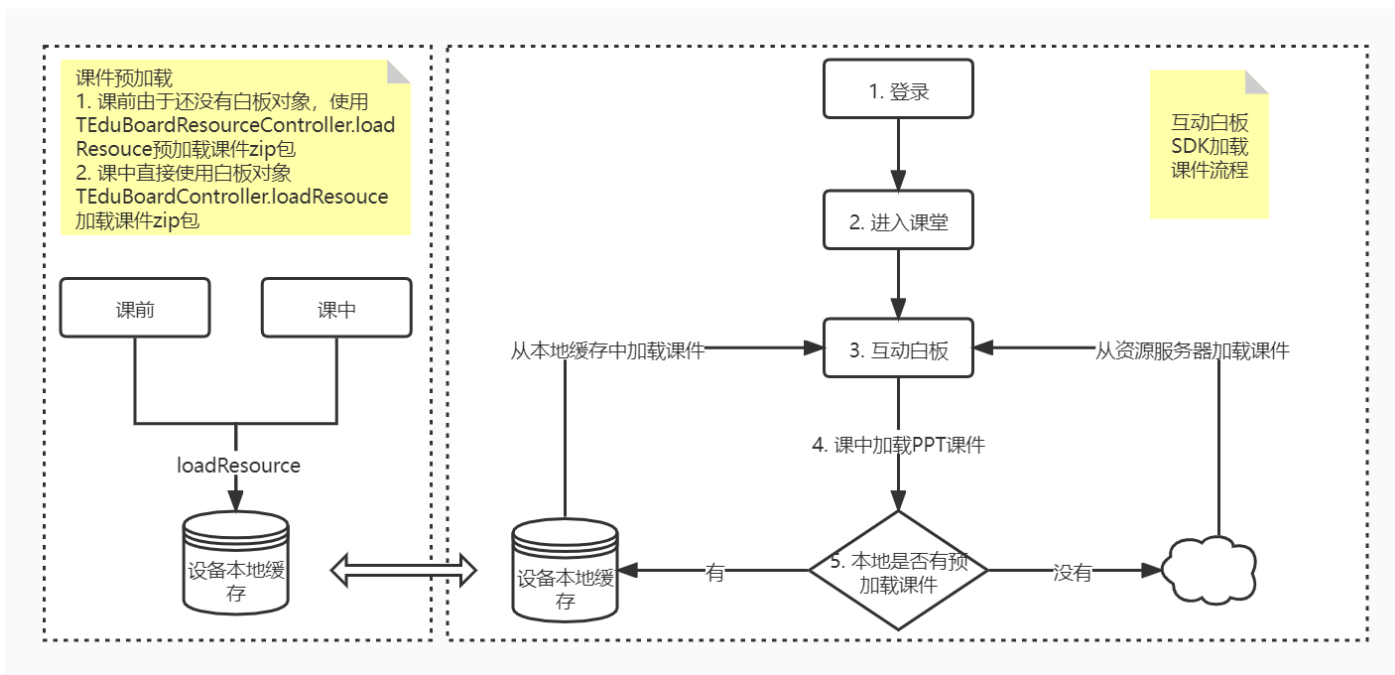 课件预加载
1. 课前由于还没有白板对象，使用
TEduBoardResourceController.load
Resouce预加载课件zip包
2. 课中直接使用白板对象
TEduBoardController.loadResouce
加载课件zip包
课前
课中
loadResource
设备本地缓
存
1. 登录
2. 进入课堂
3. 互动白板
互动白板
SDK加载
课件流程
从本地缓存中加载课件
从资源服务器加载课件
4. 课中加载PPT课件
5. 本地是否有预
加载课件
有
没有
设备本地缓
存